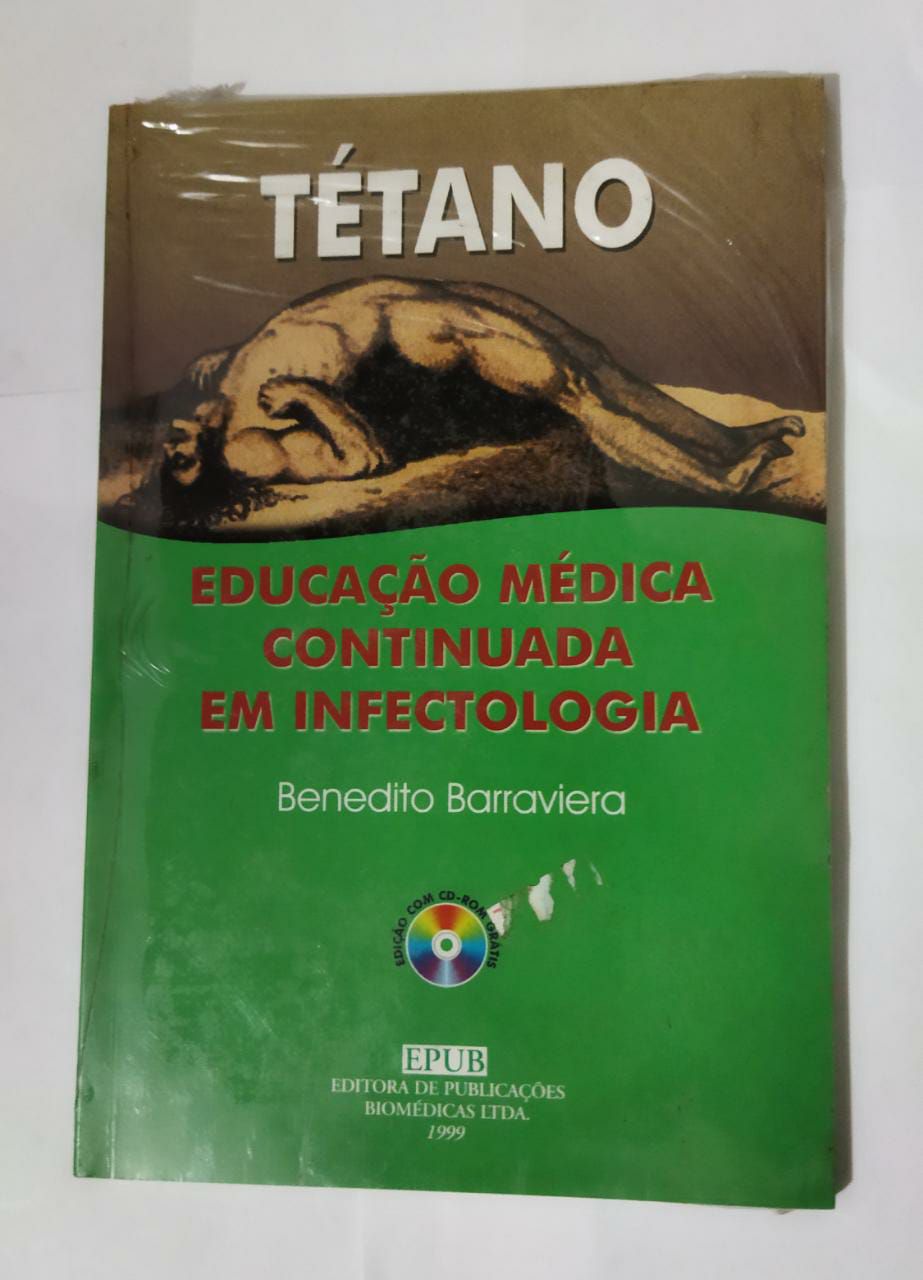 TÉTANO
EDUCAÇÃO MÉDICA
CONTINUADA
EM INFECTOLOGIA
Benedito Barraviera
EDIÇÃO COM CD-ROM GRÁTIS
EPUB
EDITORA DE PUBLICAÇÕES
BIOMÉDICAS LTDA.
1999